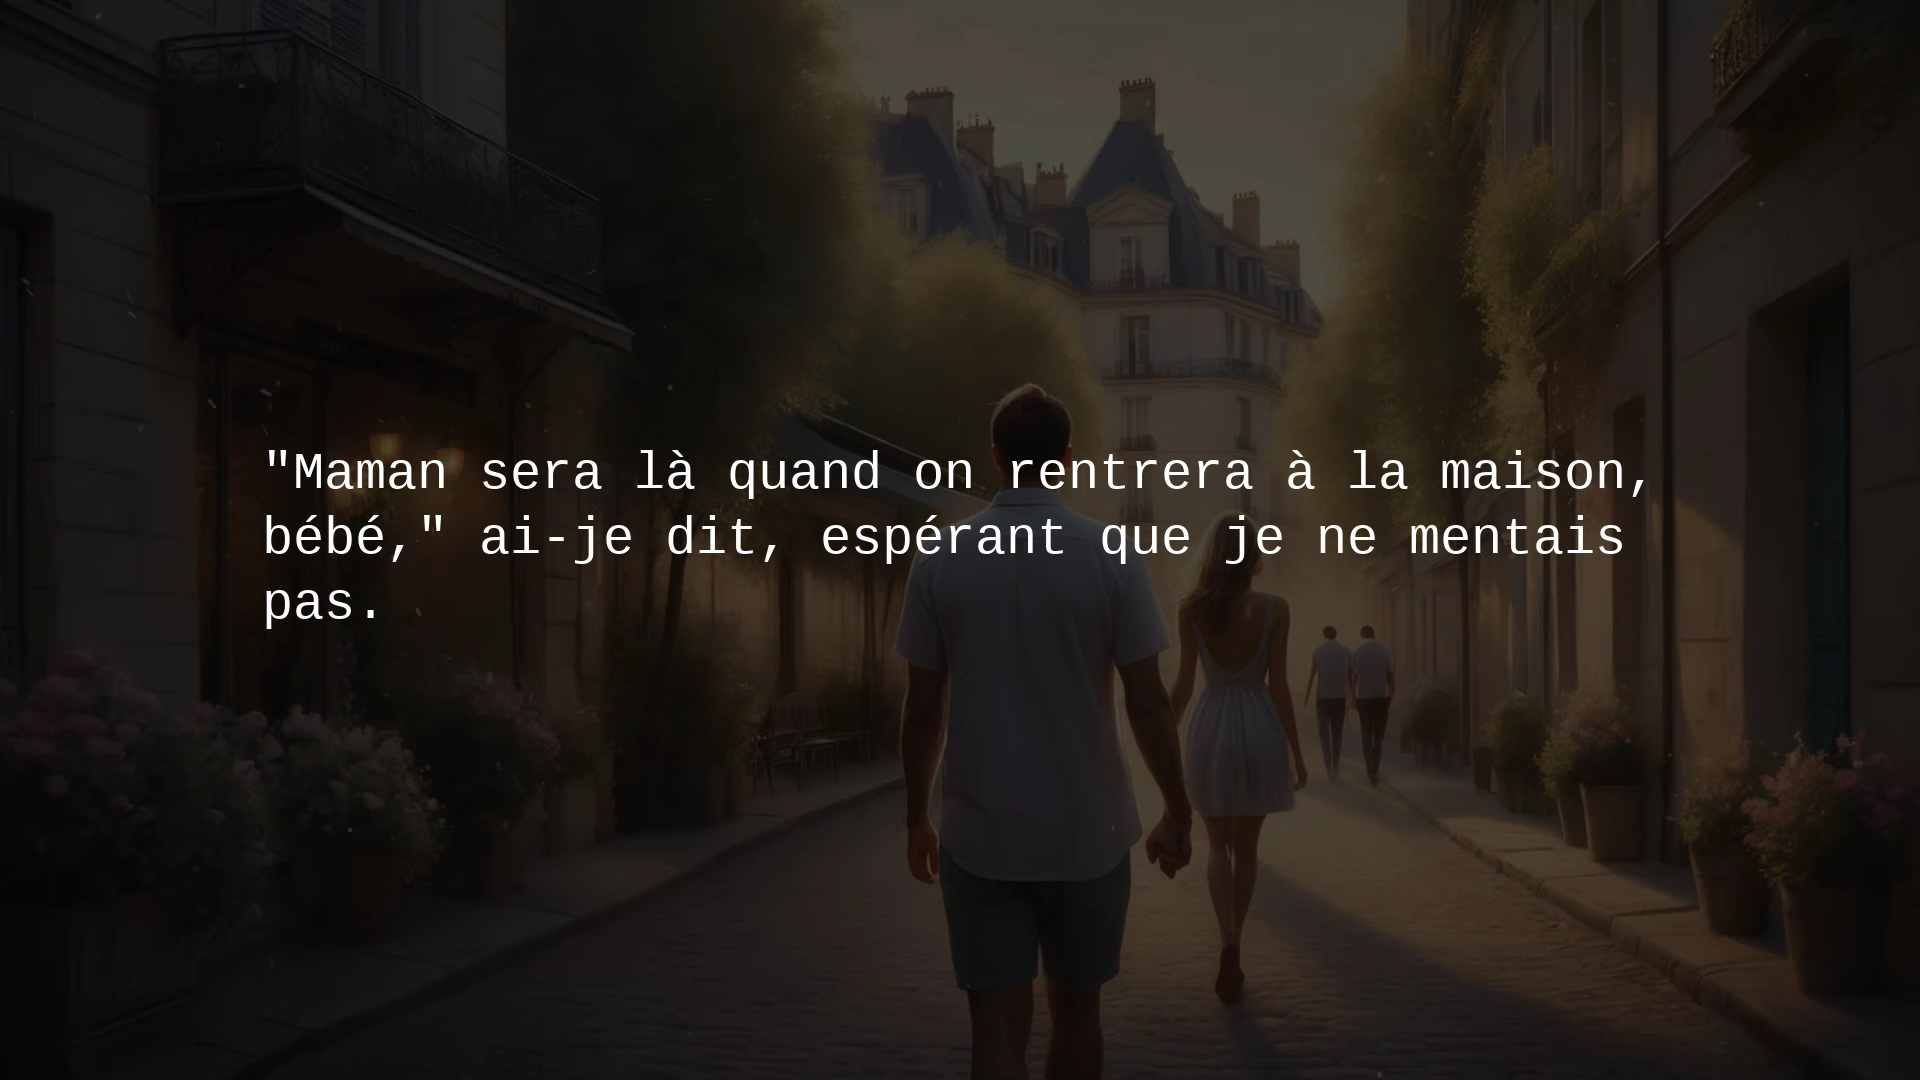 "Maman sera là quand on rentrera à la maison,
bébé," ai-je dit, espérant que je ne mentais
pas.